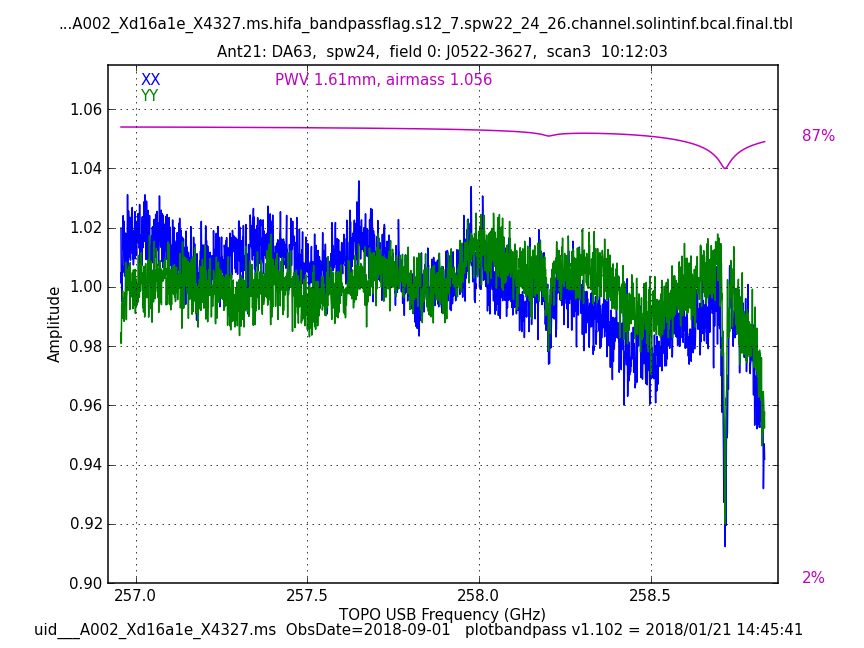 ...A002_Xd16a1e_X4327.ms.hifa_bandpassflag.s12_7.spw22_24_26.channel.solintinf.bcal.final.tbl
Ant21: DA63,  spw24,  field 0: J0522-3627,  scan3  10:12:03
XX
PWV 1.61mm, airmass 1.056
YY
1.06
87%
1.04
1.02
1.00
Amplitude
0.98
0.96
0.94
0.92
0.90
2%
257.0
257.5
258.0
258.5
TOPO USB Frequency (GHz)
uid___A002_Xd16a1e_X4327.ms  ObsDate=2018-09-01   plotbandpass v1.102 = 2018/01/21 14:45:41